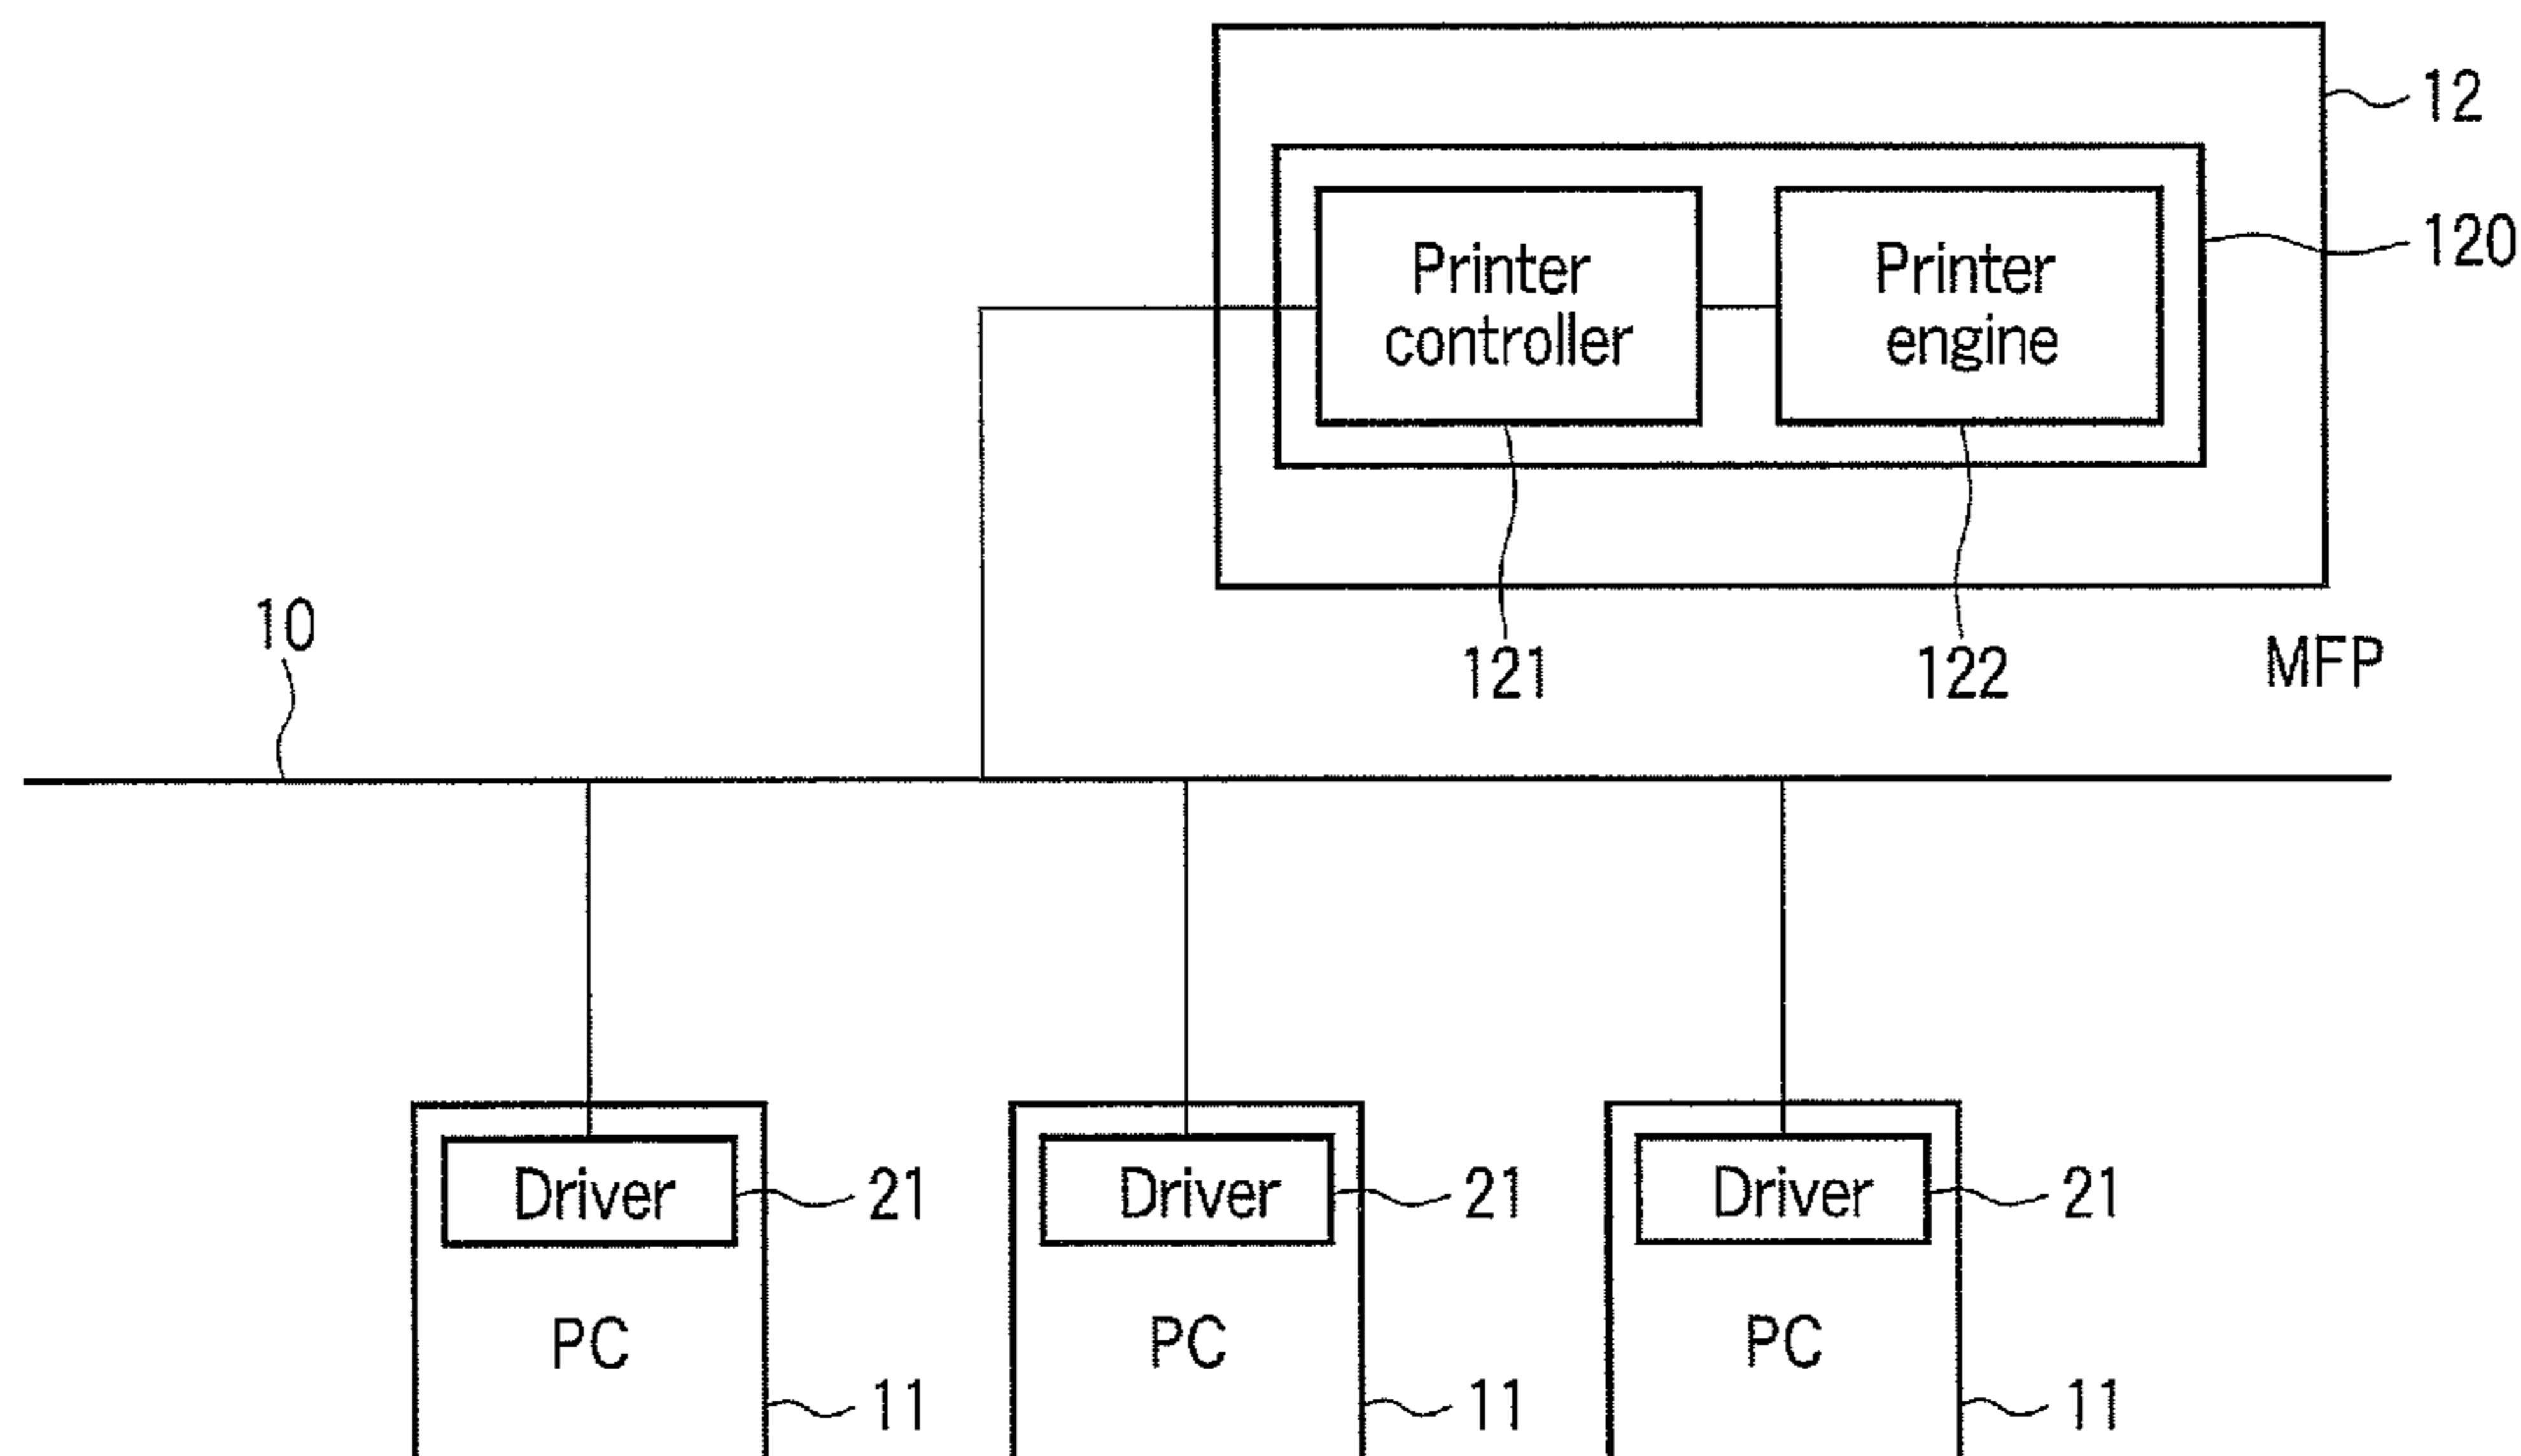 12
120
Printer
controller
Printer
engine
10
121
122
MFP
Driver
21
Driver
21
Driver
21
PC
PC
PC
11
11
11